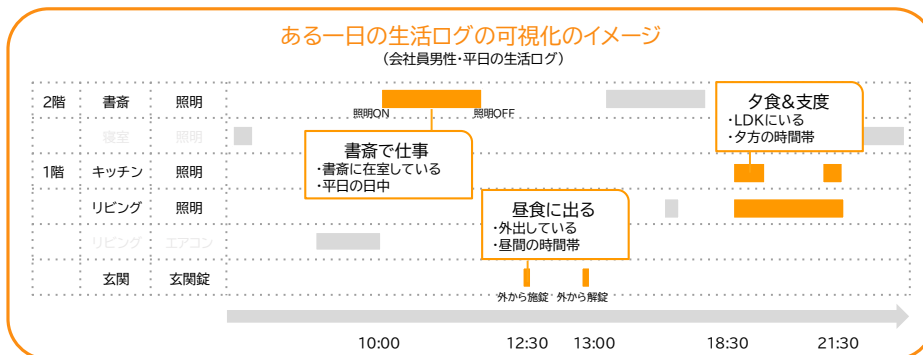 ある一日の生活ログの可視化のイメージ
(会社員男性・平日の生活ログ)
2階 書斎 照明
照明ON 照明OFF
夕食&支度
・LDKにいる
・夕方の時間帯
寝室 照明
書斎で仕事
・書斎に在室している
・平日の日中
1階 キッチン 照明
リビング 照明
昼食に出る
・外出している
・昼間の時間帯
リビング エアコン
玄関 玄関錠
外から施錠 外から解錠
10:00 12:30 13:00 18:30 21:30